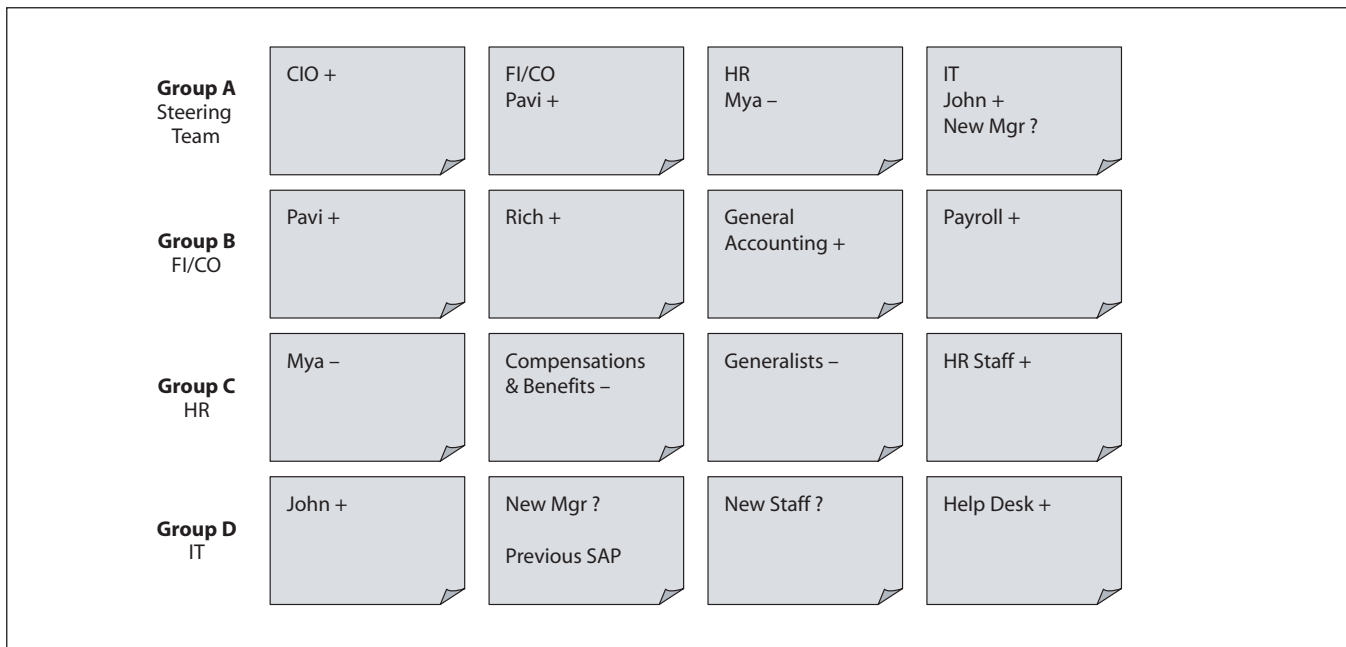 Group A
Steering
Team
CIO +
FI/CO
Pavi +
HR
Mya –
IT
John +
New Mgr ?
Group B
FI/CO
Pavi +
Rich +
General
Accounting +
Payroll +
Group C
HR
Mya –
Compensations
& Benefits –
Generalists –
HR Staff +
Group D
IT
John +
New Mgr ?
Previous SAP
New Staff ?
Help Desk +